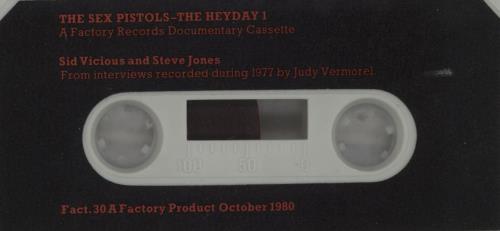 THE SEX PISTOLS-THE HEYDAY 1
A Factory Records Documentary Cassette
Sid Vicious and Steve Jones
From interviews recorded during 1977 by Judy Vermorel.
100 50 0
Fact.30 A Factory Product October 1980